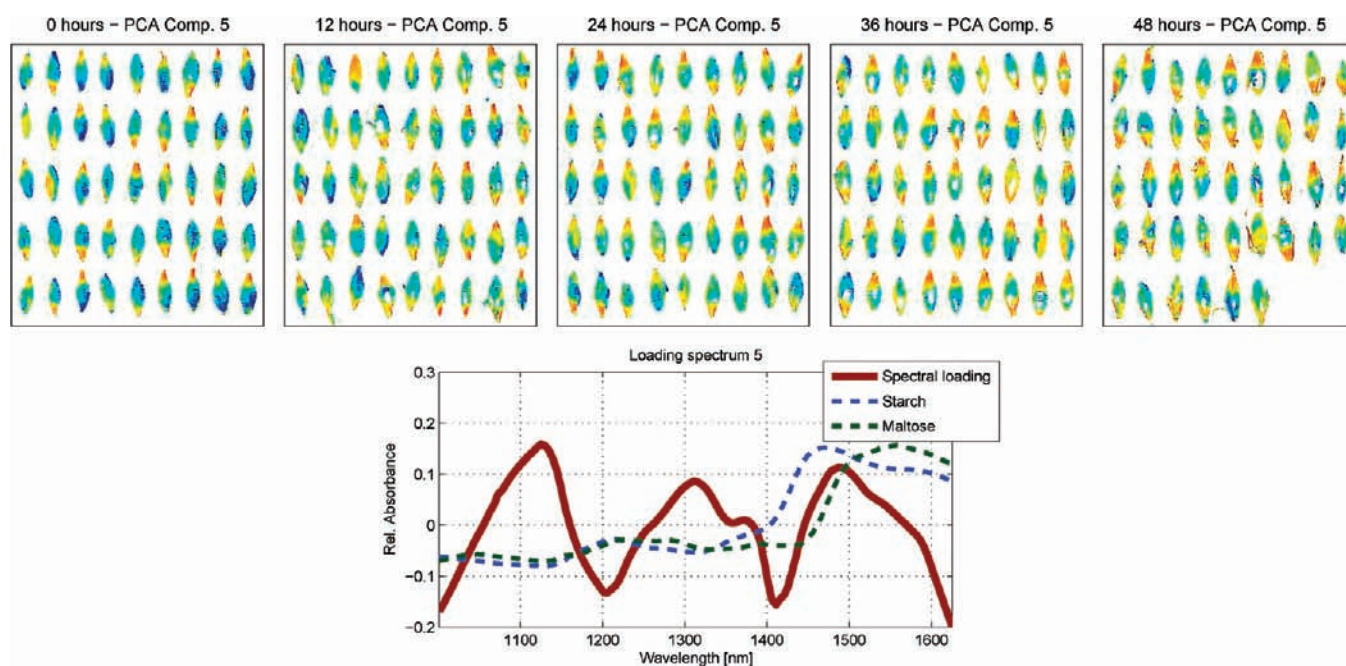 0 hours – PCA Comp. 5
12 hours – PCA Comp. 5
24 hours – PCA Comp. 5
36 hours – PCA Comp. 5
48 hours – PCA Comp. 5
Loading spectrum 5
Spectral loading
Starch
Maltose
Rel. Absorbance
0.3
0.2
0.1
0
−0.1
−0.2
1100 1200 1300 1400 1500 1600
Wavelength [nm]